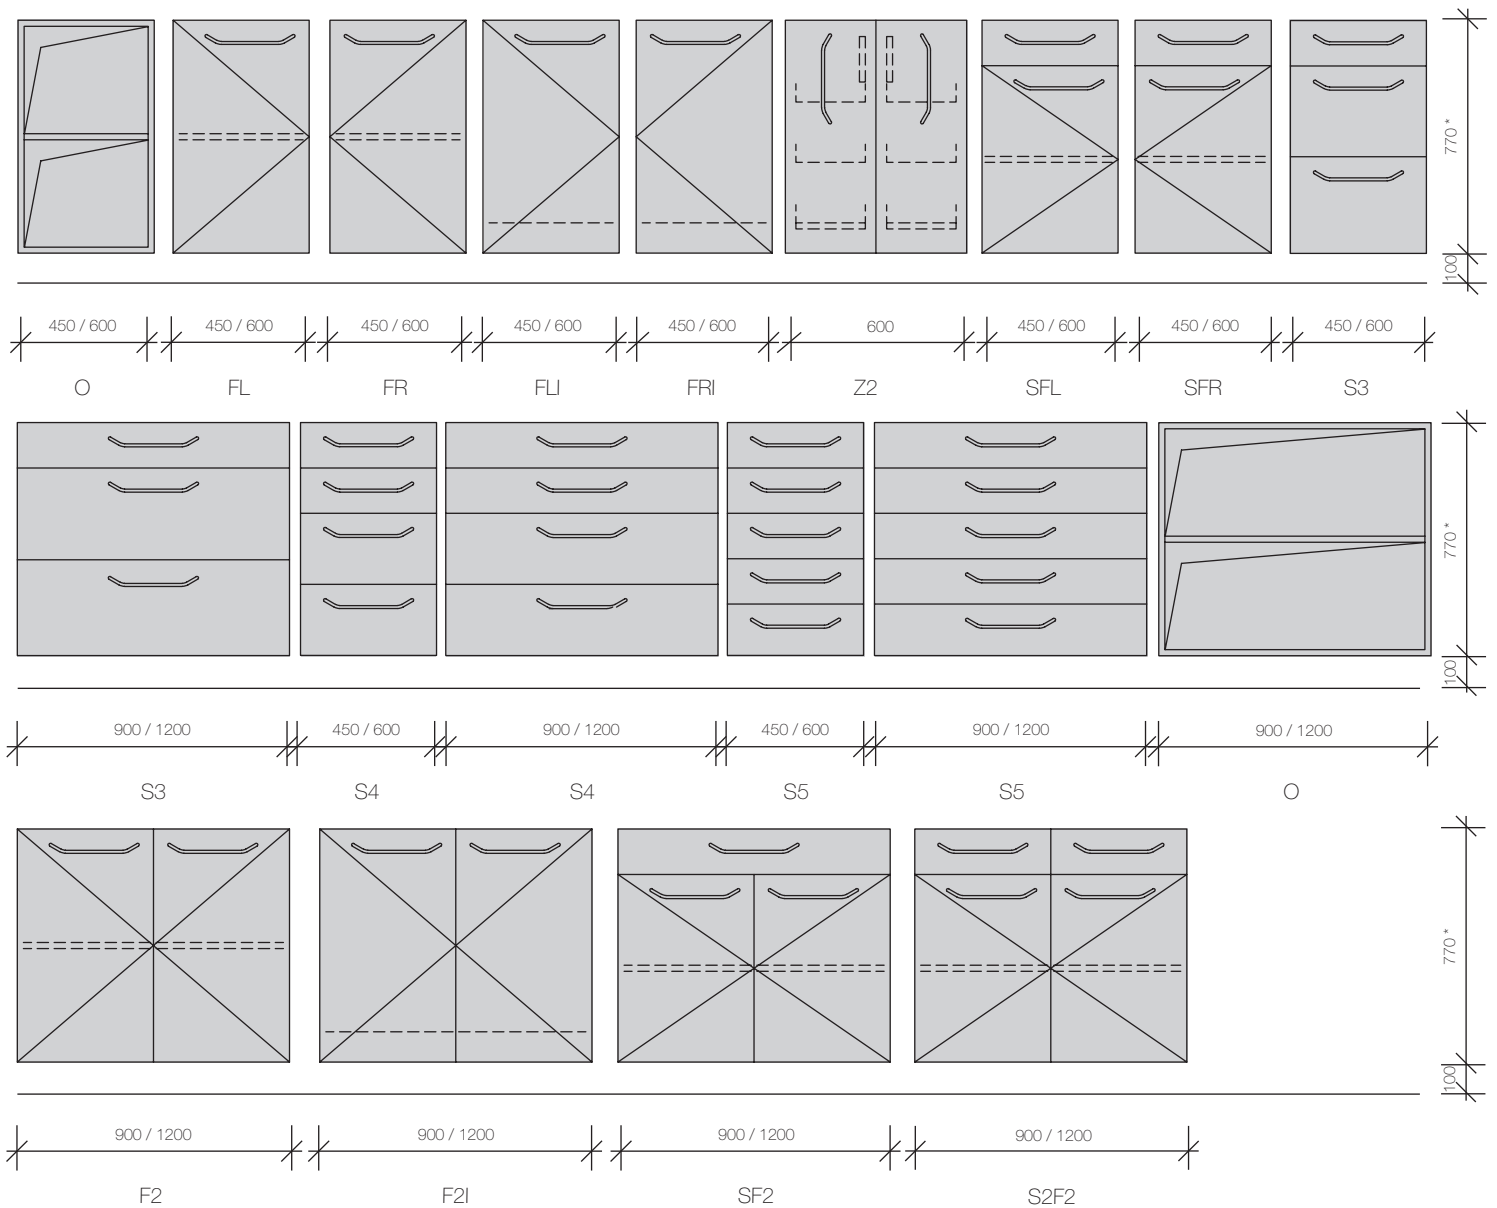 770 *
100
450 / 600 450 / 600 450 / 600 450 / 600 450 / 600 600 450 / 600 450 / 600 450 / 600
O FL FR FLI FRI Z2 SFL SFR S3
770 *
100
900 / 1200 450 / 600 900 / 1200 450 / 600 900 / 1200 900 / 1200
S3 S4 S4 S5 S5 O
770 *
100
900 / 1200 900 / 1200 900 / 1200 900 / 1200
F2 F2I SF2 S2F2